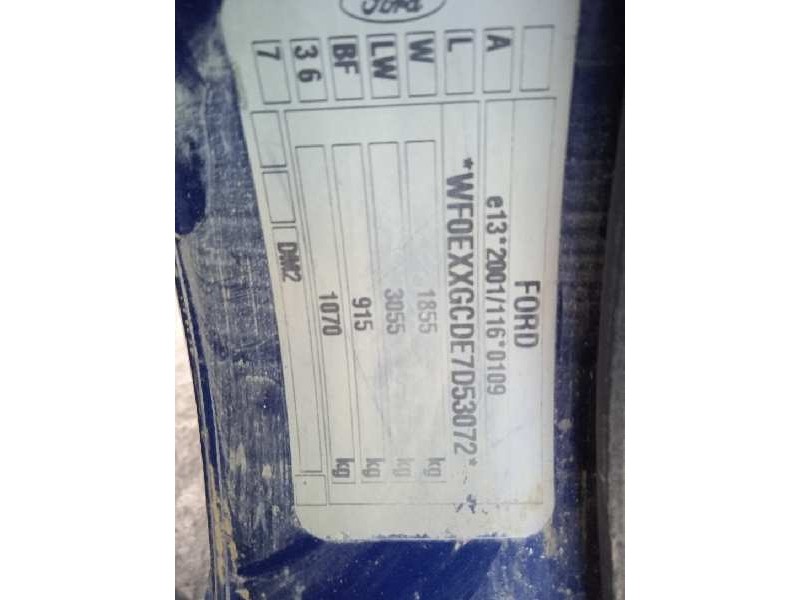 Ford
FORD
e13*2001/116*0109
*WF0EXXGCDE7D53072*
1855 kg
3055 kg
915 kg
1070 kg
DM2
A
L
W
LW
BF
3 6
7